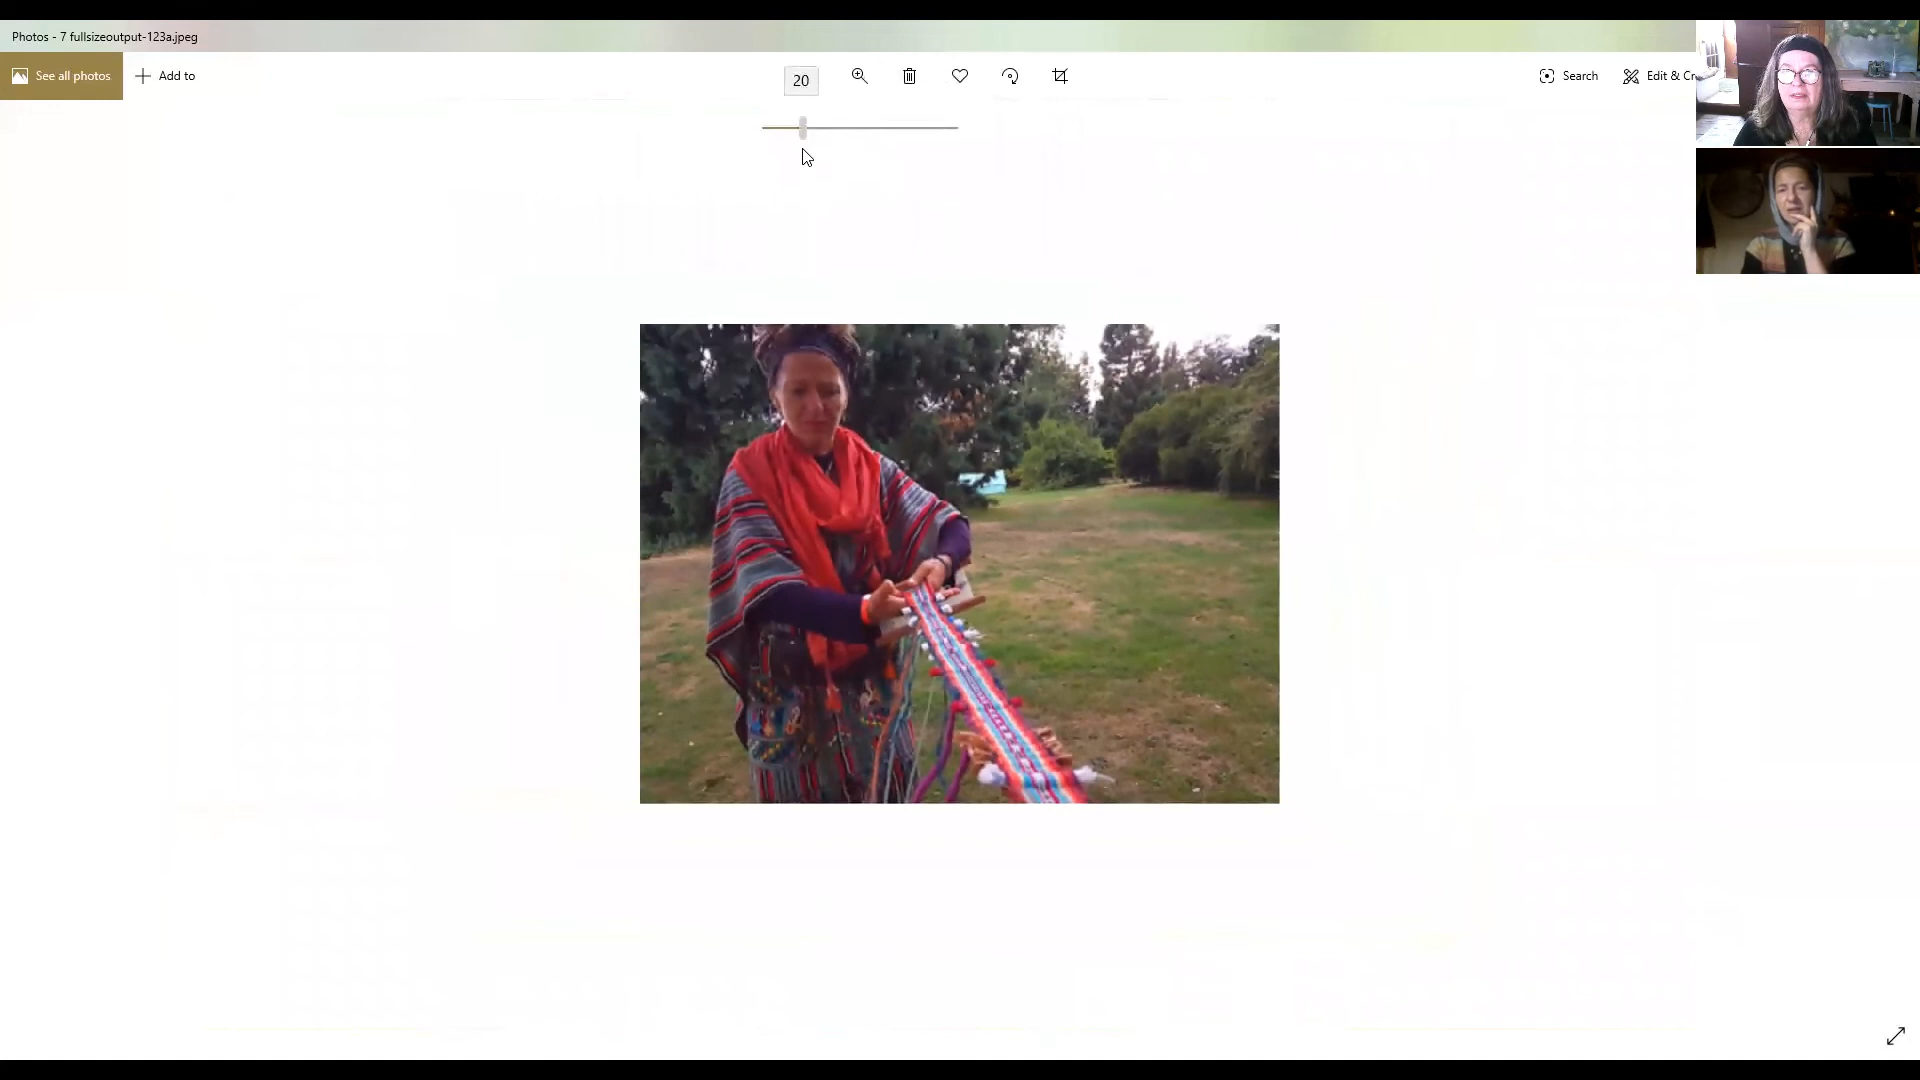 Photos - 7 fullsizeoutput-123a.jpeg
See all photos
Add to
20
Search
Edit & Cr